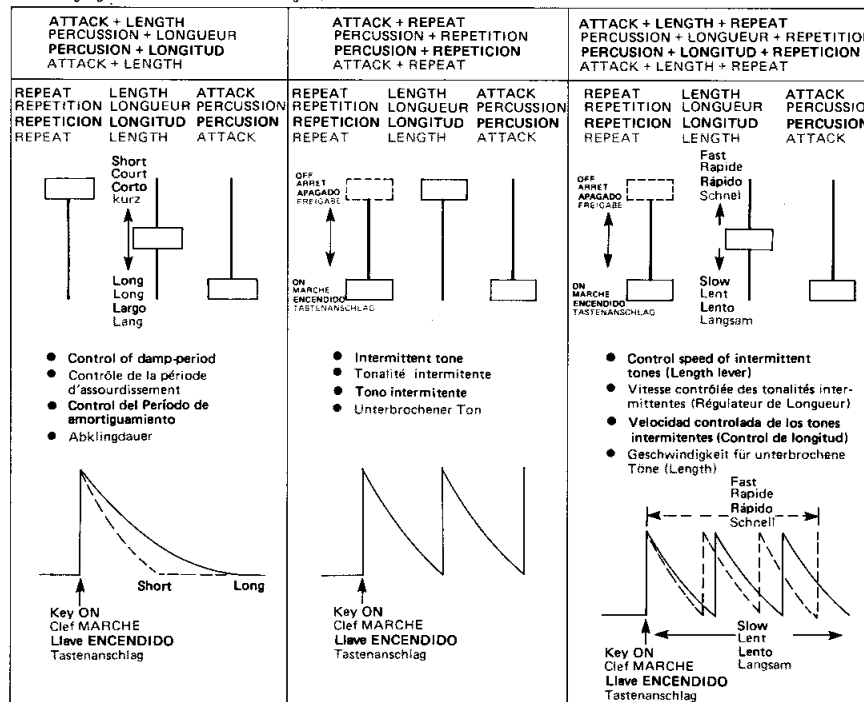 ATTACK + LENGTH
PERCUSSION + LONGUEUR
PERCUSION + LONGITUD
ATTACK + LENGTH
REPEAT LENGTH ATTACK
REPETITION LONGUEUR PERCUSSION
REPETICION LONGITUD PERCUSION
REPEAT LENGTH ATTACK
Short
Court
Corto
kurz
Long
Long
Largo
Lang
● Control of damp-period
● Contrôle de la période
d'assourdissement
● Control del Período de
amortiguamiento
● Abklingdauer
Short Long
Key ON
Clef MARCHE
Llave ENCENDIDO
Tastenanschlag
ATTACK + REPEAT
PERCUSSION + REPETITION
PERCUSION + REPETICION
ATTACK + REPEAT
REPEAT LENGTH ATTACK
REPETITION LONGUEUR PERCUSSION
REPETICION LONGITUD PERCUSION
REPEAT LENGTH ATTACK
OFF
ARRET
APAGADO
FREIGABE
ON
MARCHE
ENCENDIDO
TASTENANSCHLAG
● Intermittent tone
● Tonalité intermitente
● Tono intermitente
● Unterbrochener Ton
Key ON
Clef MARCHE
Llave ENCENDIDO
Tastenanschlag
ATTACK + LENGTH + REPEAT
PERCUSSION + LONGUEUR + REPETITION
PERCUSION + LONGITUD + REPETICION
ATTACK + LENGTH + REPEAT
REPEAT LENGTH ATTACK
REPETITION LONGUEUR PERCUSSIO
REPETICION LONGITUD PERCUSION
REPEAT LENGTH ATTACK
OFF
ARRET
APAGADO
FREIGABE
ON
MARCHE
ENCENDIDO
TASTENANSCHLAG
Fast
Rapide
Rápido
Schnel
Slow
Lent
Lento
Langsam
● Control speed of intermittent
tones (Length lever)
● Vitesse contrôlée des tonalités inter-
mittentes (Régulateur de Longueur)
● Velocidad controlada de los tones
intermitentes (Control de longitud)
● Geschwindigkeit für unterbrochene
Töne (Length)
Fast
Rapide
Rápido
Schnell
Slow
Lent
Lento
Langsam
Key ON
Clef MARCHE
Llave ENCENDIDO
Tastenanschlag